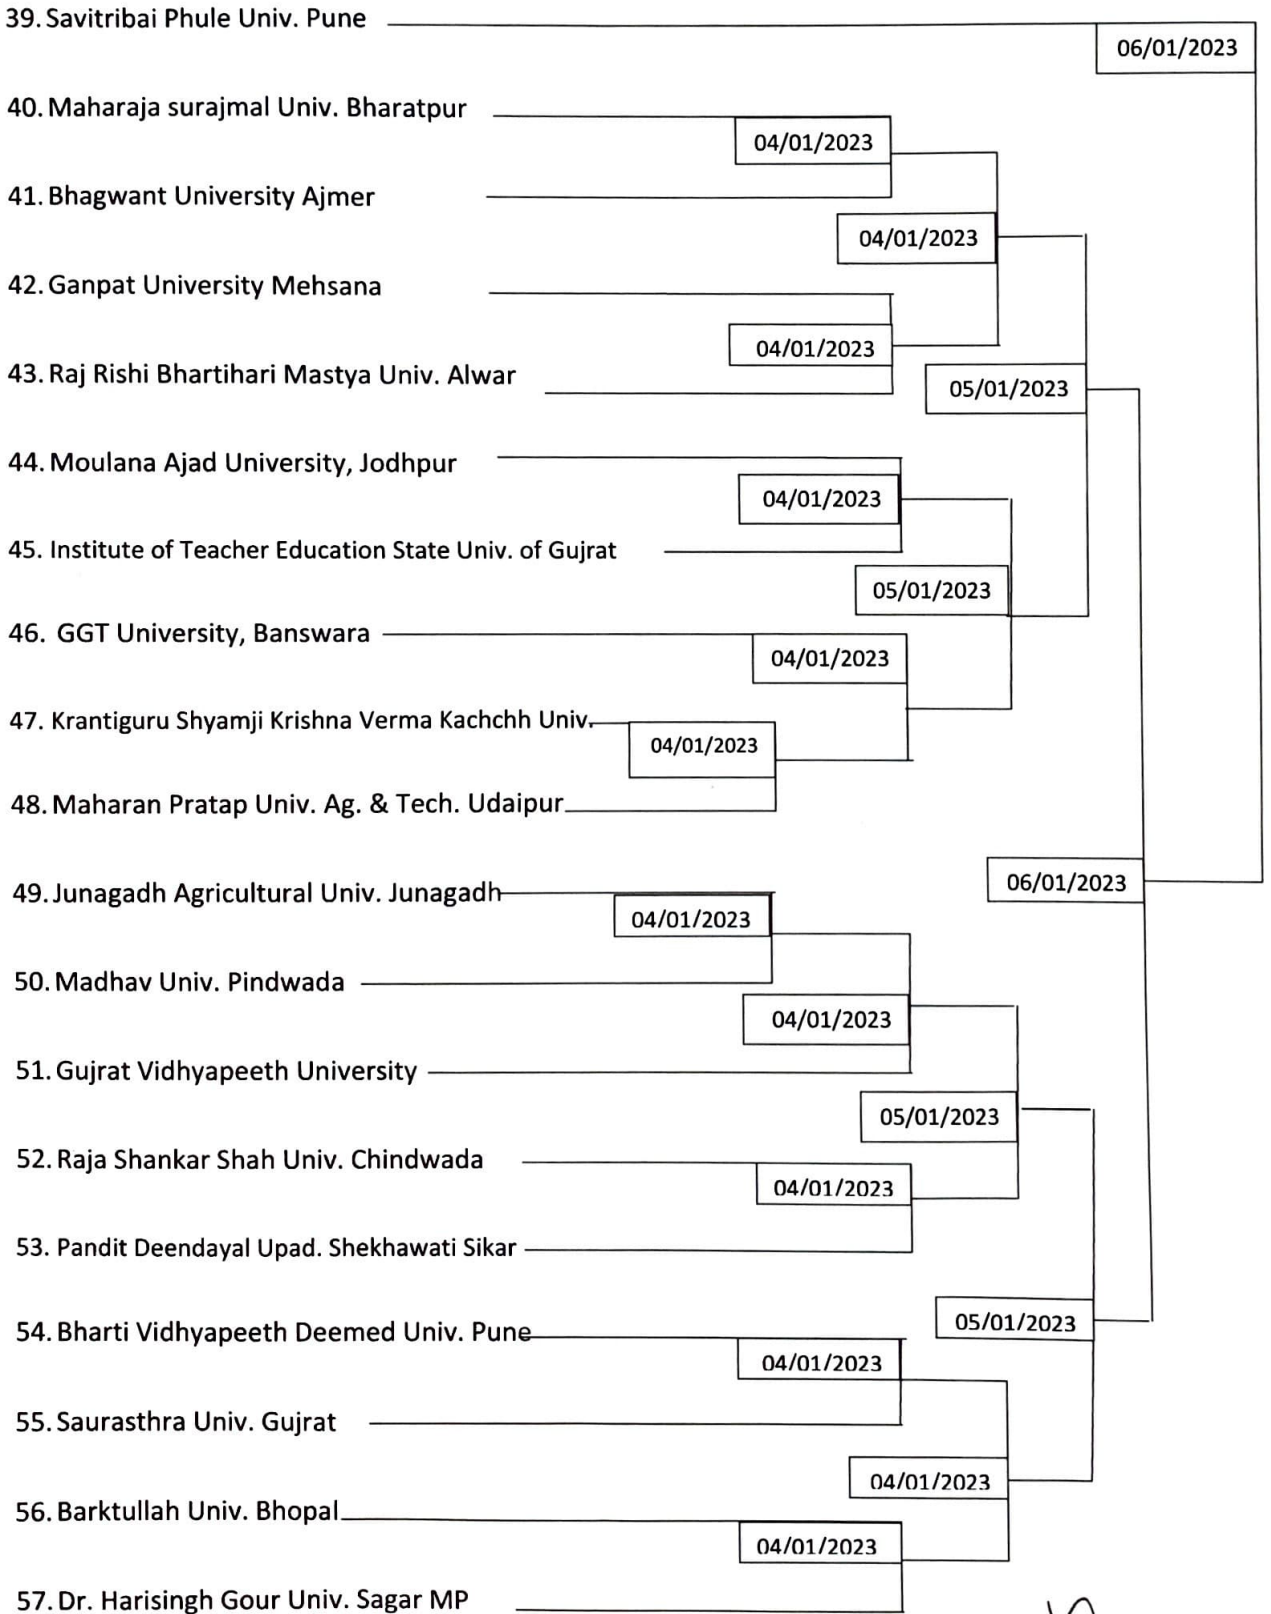 39. Savitribai Phule Univ. Pune
06/01/2023
40. Maharaja surajmal Univ. Bharatpur
04/01/2023
41. Bhagwant University Ajmer
04/01/2023
42. Ganpat University Mehsana
04/01/2023
43. Raj Rishi Bhartihari Mastya Univ. Alwar
05/01/2023
44. Moulana Ajad University, Jodhpur
04/01/2023
45. Institute of Teacher Education State Univ. of Gujrat
05/01/2023
46. GGT University, Banswara
04/01/2023
47. Krantiguru Shyamji Krishna Verma Kachchh Univ.
04/01/2023
48. Maharan Pratap Univ. Ag. & Tech. Udaipur
06/01/2023
49. Junagadh Agricultural Univ. Junagadh
04/01/2023
50. Madhav Univ. Pindwada
04/01/2023
51. Gujrat Vidhyapeeth University
05/01/2023
52. Raja Shankar Shah Univ. Chindwada
04/01/2023
53. Pandit Deendayal Upad. Shekhawati Sikar
05/01/2023
54. Bharti Vidhyapeeth Deemed Univ. Pune
04/01/2023
55. Saurasthra Univ. Gujrat
04/01/2023
56. Barktullah Univ. Bhopal
04/01/2023
57. Dr. Harisingh Gour Univ. Sagar MP